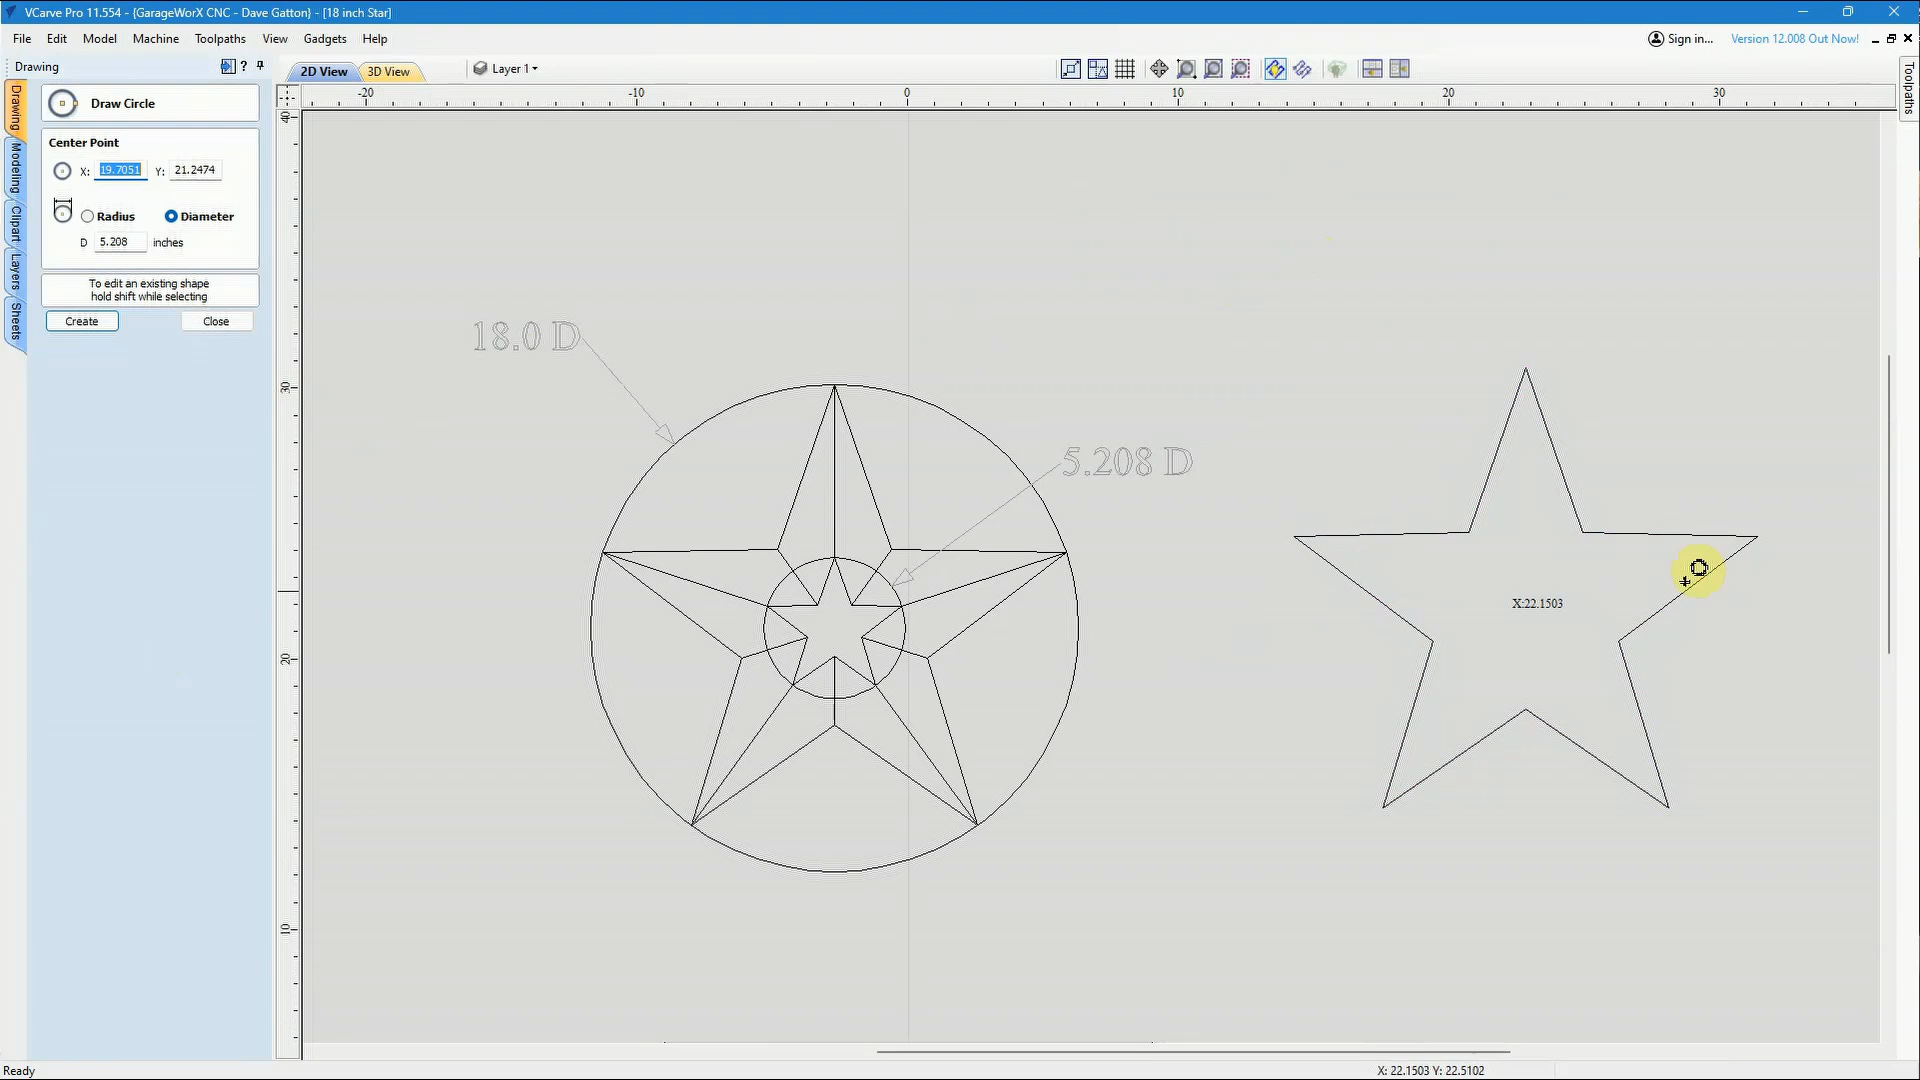 VCarve Pro 11.554 - {GarageWorX CNC - Dave Gatton} - [18 inch Star]
File Edit Model Machine Toolpaths View Gadgets Help
Sign in... Version 12.008 Out Now!
Drawing ?
2D View 3D View Layer 1
Toolpaths
Drawing
Modeling
Clipart
Layers
Sheets
Draw Circle
Center Point
X: 19.7051 Y: 21.2474
Radius Diameter
D 5.208 inches
To edit an existing shape
hold shift while selecting
Create Close
-20 -10 0 10 20 30
40
30
20
10
18.0 D
5.208 D
X:22.1503
Ready
X: 22.1503 Y: 22.5102